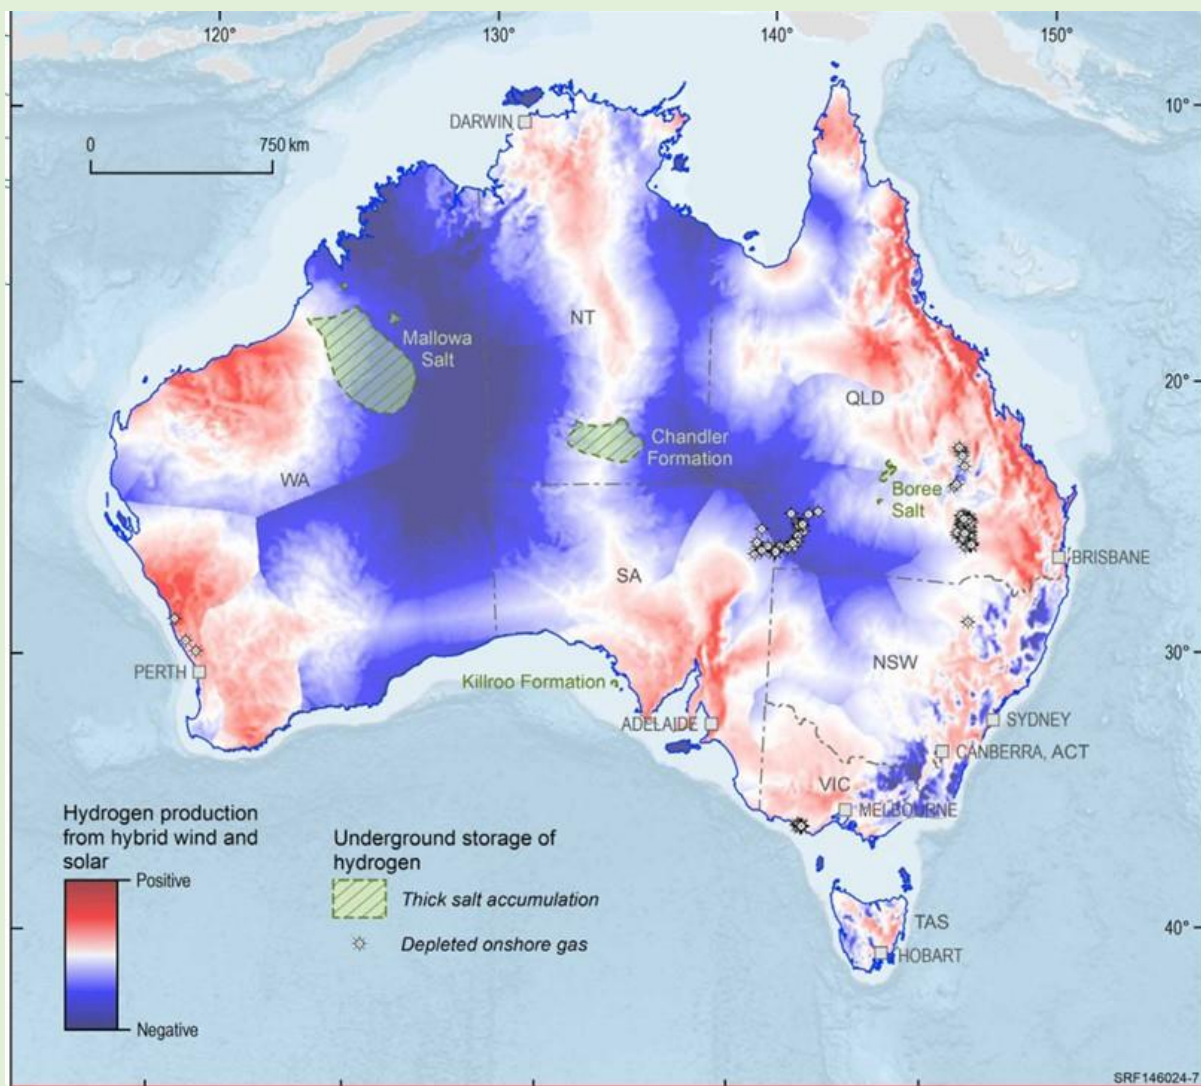 120°
130°
140°
150°
10°
DARWIN
0
750 km
NT
Mallowa
Salt
20°
QLD
Chandler
Formation
WA
Boree
Salt
BRISBANE
SA
30°
NSW
PERTH
Killroo Formation
ADELAIDE
SYDNEY
CANBERRA, ACT
VIC
MELBOURNE
Hydrogen production
from hybrid wind and
solar
Positive
Negative
Underground storage of
hydrogen
Thick salt accumulation
Depleted onshore gas
TAS
40°
HOBART
SRF146024-7